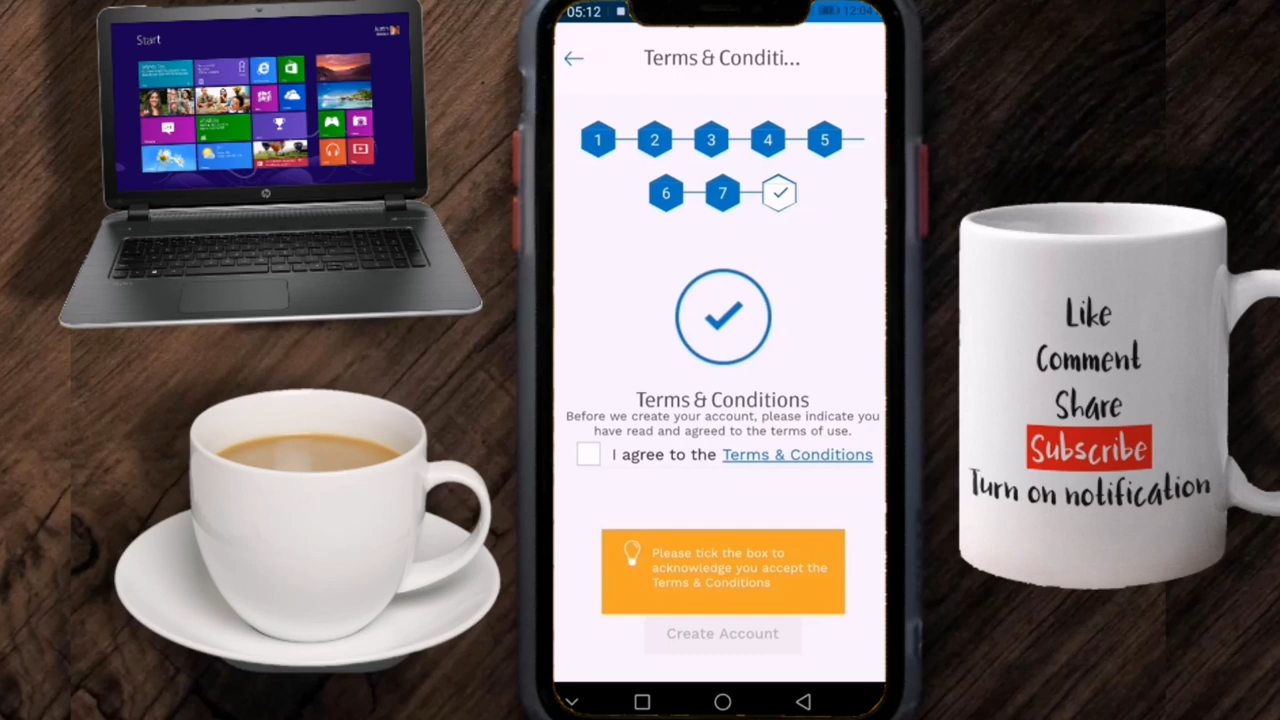 Start
05:12
12:04
Terms & Conditi...
1
2
3
4
5
6
7
Terms & Conditions
Before we create your account, please indicate you
have read and agreed to the terms of use.
I agree to the Terms & Conditions
Please tick the box to
acknowledge you accept the
Terms & Conditions
Create Account
Like
Comment
Share
Subscribe
Turn on notification